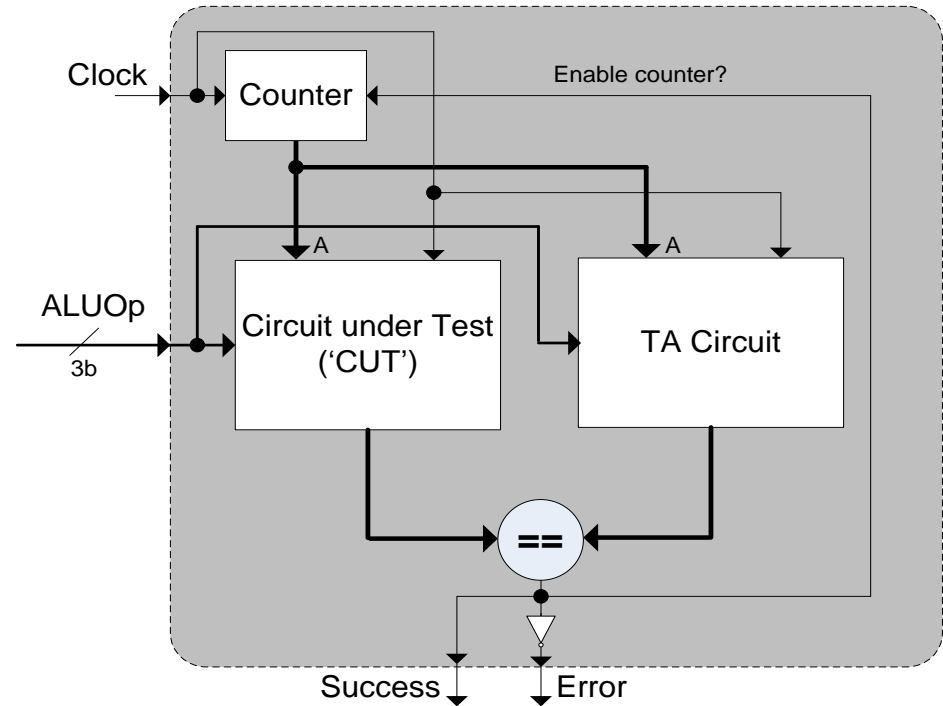 Clock
Counter
Enable counter?
A
A
ALUOp
3b
Circuit under Test
(‘CUT’)
TA Circuit
==
Success
Error